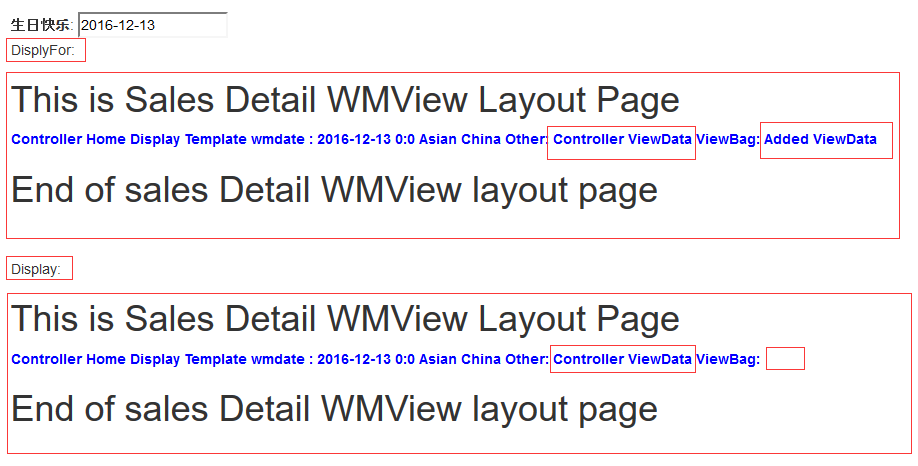 生日快乐: 2016-12-13
DisplyFor:
This is Sales Detail WMView Layout Page
Controller Home Display Template wmdate : 2016-12-13 0:0 Asian China Other: Controller ViewData ViewBag: Added ViewData
End of sales Detail WMView layout page
Display:
This is Sales Detail WMView Layout Page
Controller Home Display Template wmdate : 2016-12-13 0:0 Asian China Other: Controller ViewData ViewBag:
End of sales Detail WMView layout page